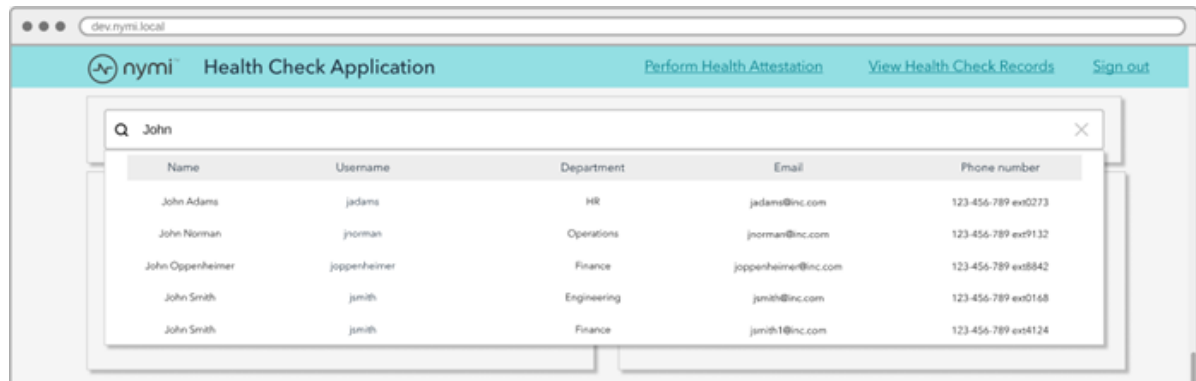 dev.nymi.local
nymi™ Health Check Application Perform Health Attestation View Health Check Records Sign out
John
Name Username Department Email Phone number
John Adams jadams HR jadams@inc.com 123-456-789 ext0273
John Norman jnorman Operations jnorman@inc.com 123-456-789 ext9132
John Oppenheimer joppenheimer Finance joppenheimer@inc.com 123-456-789 ext8842
John Smith jsmith Engineering jsmith@inc.com 123-456-789 ext0168
John Smith jsmith Finance jsmith1@inc.com 123-456-789 ext4124